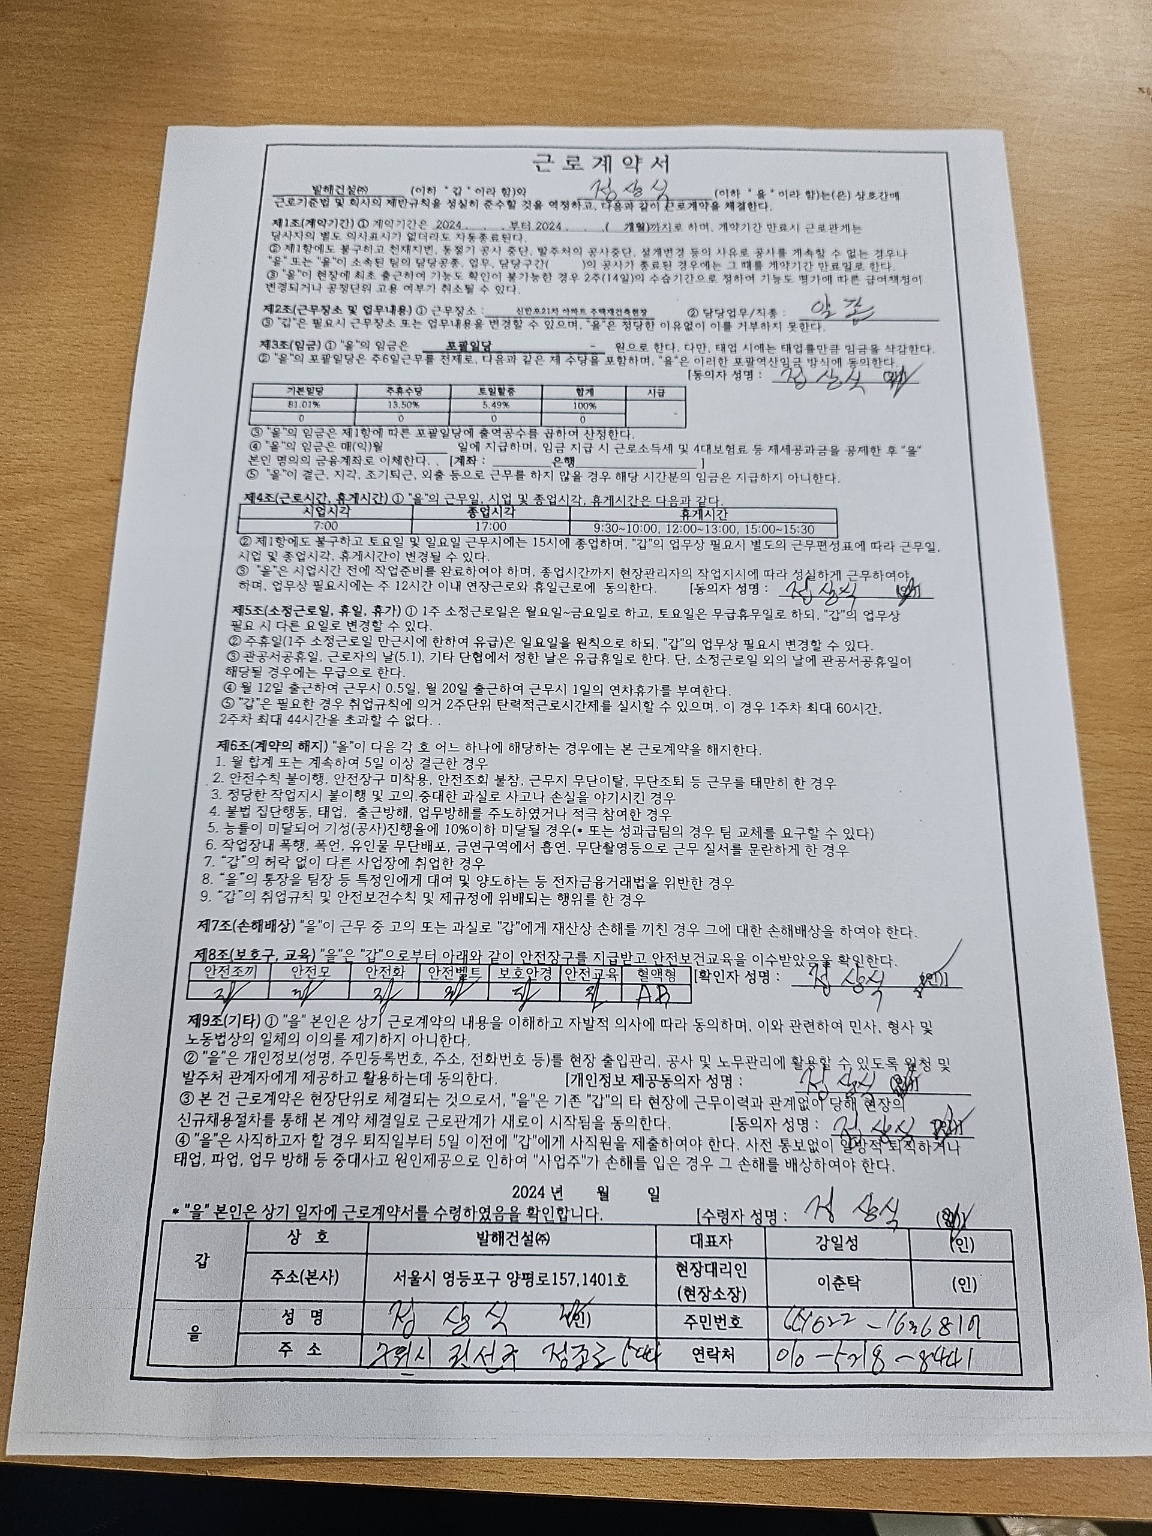 근로계약서
발해건설㈜ (이하 "갑"이라 함)와 정상식 (이하 "을"이라 함)는(은) 상호간에
근로기준법 및 회사의 제반규칙을 성실히 준수할 것을 약정하고, 다음과 같이 근로계약을 체결한다.
제1조(계약기간) ① 계약기간은 2024 . . . 부터 2024 . . . ( 개월)까지로 하며, 계약기간 만료시 근로관계는
당사자의 별도 의사표시가 없더라도 자동종료된다.
② 제1항에도 불구하고 천재지변, 동절기 공사 중단, 발주처의 공사중단, 설계변경 등의 사유로 공사를 계속할 수 없는 경우나
"을" 또는 "을"이 소속된 팀의 담당공종, 업무, 담당구간( )의 공사가 종료된 경우에는 그 때를 계약기간 만료일로 한다.
③ "을"이 현장에 최초 출근하여 기능도 확인이 불가능한 경우 2주(14일)의 수습기간으로 정하여 기능도 평가에 따른 급여책정이
변경되거나 공정단위 고용 여부가 취소될 수 있다.
제2조(근무장소 및 업무내용) ① 근무장소 : 신반포21차 아파트 주택재건축현장 ② 담당업무/직종 :
③ "갑"은 필요시 근무장소 또는 업무내용을 변경할 수 있으며, "을"은 정당한 이유없이 이를 거부하지 못한다.
제3조(임금) ① "을"의 임금은 포괄일당 - 원으로 한다. 다만, 태업 시에는 태업률만큼 임금을 삭감한다.
② "을"의 포괄일당은 주6일근무를 전제로, 다음과 같은 제 수당을 포함하며, "을"은 이러한 포괄역산임금 방식에 동의한다.
[동의자 성명 : 정상식
기본일당 주휴수당 토일할증 합계 시급
81.01% 13.50% 5.49% 100% -
0 0 0 0
③ "을"의 임금은 제1항에 따른 포괄일당에 출역공수를 곱하여 산정한다.
④ "을"의 임금은 매(익)월 일에 지급하며, 임금 지급 시 근로소득세 및 4대보험료 등 제세공과금을 공제한 후 "을"
본인 명의의 금융계좌로 이체한다. . [계좌 : 은행 ]
⑤ "을"이 결근, 지각, 조기퇴근, 외출 등으로 근무를 하지 않을 경우 해당 시간분의 임금은 지급하지 아니한다.
제4조(근로시간, 휴게시간) ① "을"의 근무일, 시업 및 종업시각, 휴게시간은 다음과 같다.
시업시각 종업시각 휴게시간
7:00 17:00 9:30~10:00, 12:00~13:00, 15:00~15:30
② 제1항에도 불구하고 토요일 및 일요일 근무시에는 15시에 종업하며, "갑"의 업무상 필요시 별도의 근무편성표에 따라 근무일,
시업 및 종업시각, 휴게시간이 변경될 수 있다.
③ "을"은 시업시간 전에 작업준비를 완료하여야 하며, 종업시간까지 현장관리자의 작업지시에 따라 성실하게 근무하여야
하며, 업무상 필요시에는 주 12시간 이내 연장근로와 휴일근로에 동의한다. [동의자 성명 : 정상식
제5조(소정근로일, 휴일, 휴가) ① 1주 소정근로일은 월요일~금요일로 하고, 토요일은 무급휴무일로 하되, "갑"의 업무상
필요 시 다른 요일로 변경할 수 있다.
② 주휴일(1주 소정근로일 만근시에 한하여 유급)은 일요일을 원칙으로 하되, "갑"의 업무상 필요시 변경할 수 있다.
③ 관공서공휴일, 근로자의 날(5.1), 기타 단협에서 정한 날은 유급휴일로 한다. 단, 소정근로일 외의 날에 관공서공휴일이
해당될 경우에는 무급으로 한다.
④ 월 12일 출근하여 근무시 0.5일, 월 20일 출근하여 근무시 1일의 연차휴가를 부여한다.
⑤ "갑"은 필요한 경우 취업규칙에 의거 2주단위 탄력적근로시간제를 실시할 수 있으며, 이 경우 1주차 최대 60시간,
2주차 최대 44시간을 초과할 수 없다. .
제6조(계약의 해지) "을"이 다음 각 호 어느 하나에 해당하는 경우에는 본 근로계약을 해지한다.
1. 월 합계 또는 계속하여 5일 이상 결근한 경우
2. 안전수칙 불이행, 안전장구 미착용, 안전조회 불참, 근무지 무단이탈, 무단조퇴 등 근무를 태만히 한 경우
3. 정당한 작업지시 불이행 및 고의.중대한 과실로 사고나 손실을 야기시킨 경우
4. 불법 집단행동, 태업, 출근방해, 업무방해를 주도하였거나 적극 참여한 경우
5. 능률이 미달되어 기성(공사)진행율에 10%이하 미달될 경우(* 또는 성과급팀의 경우 팀 교체를 요구할 수 있다)
6. 작업장내 폭행, 폭언, 유인물 무단배포, 금연구역에서 흡연, 무단촬영등으로 근무 질서를 문란하게 한 경우
7. "갑"의 허락 없이 다른 사업장에 취업한 경우
8. "을"의 통장을 팀장 등 특정인에게 대여 및 양도하는 등 전자금융거래법을 위반한 경우
9. "갑"의 취업규칙 및 안전보건수칙 및 제규정에 위배되는 행위를 한 경우
제7조(손해배상) "을"이 근무 중 고의 또는 과실로 "갑"에게 재산상 손해를 끼친 경우 그에 대한 손해배상을 하여야 한다.
제8조(보호구, 교육) "을"은 "갑"으로부터 아래와 같이 안전장구를 지급받고 안전보건교육을 이수받았음을 확인한다.
안전조끼 안전모 안전화 안전벨트 보호안경 안전교육 혈액형 [확인자 성명 : 정상식 (인)]
AB
제9조(기타) ① "을" 본인은 상기 근로계약의 내용을 이해하고 자발적 의사에 따라 동의하며, 이와 관련하여 민사, 형사 및
노동법상의 일체의 이의를 제기하지 아니한다.
② "을"은 개인정보(성명, 주민등록번호, 주소, 전화번호 등)를 현장 출입관리, 공사 및 노무관리에 활용할 수 있도록 원청 및
발주처 관계자에게 제공하고 활용하는데 동의한다. [개인정보 제공동의자 성명 : 정상식
③ 본 건 근로계약은 현장단위로 체결되는 것으로서, "을"은 기존 "갑"의 타 현장에 근무이력과 관계없이 당해 현장의
신규채용절차를 통해 본 계약 체결일로 근로관계가 새로이 시작됨을 동의한다. [동의자 성명 : 정상식
④ "을"은 사직하고자 할 경우 퇴직일부터 5일 이전에 "갑"에게 사직원을 제출하여야 한다. 사전 통보없이 일방적 퇴직하거나
태업, 파업, 업무 방해 등 중대사고 원인제공으로 인하여 "사업주"가 손해를 입은 경우 그 손해를 배상하여야 한다.
2024 년 월 일
* "을" 본인은 상기 일자에 근로계약서를 수령하였음을 확인합니다. [수령자 성명 : 정상식
갑 상 호 발해건설㈜ 대표자 강일성 (인)
주소(본사) 서울시 영등포구 양평로157,1401호 현장대리인 (현장소장) 이춘탁 (인)
을 성 명 정상식 (인) 주민번호
주 소 권선구 정조로 연락처